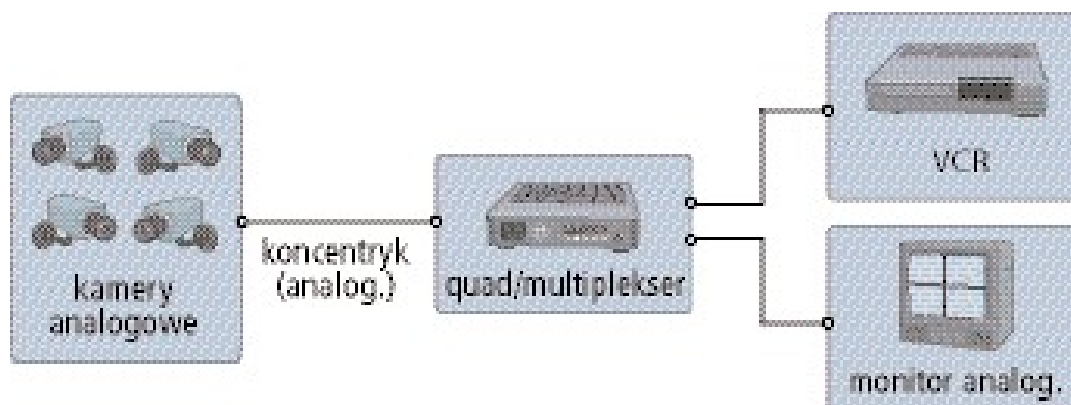 kamery
analogowe
koncentryk
(analog.)
quad/multiplekser
VCR
monitor analog.